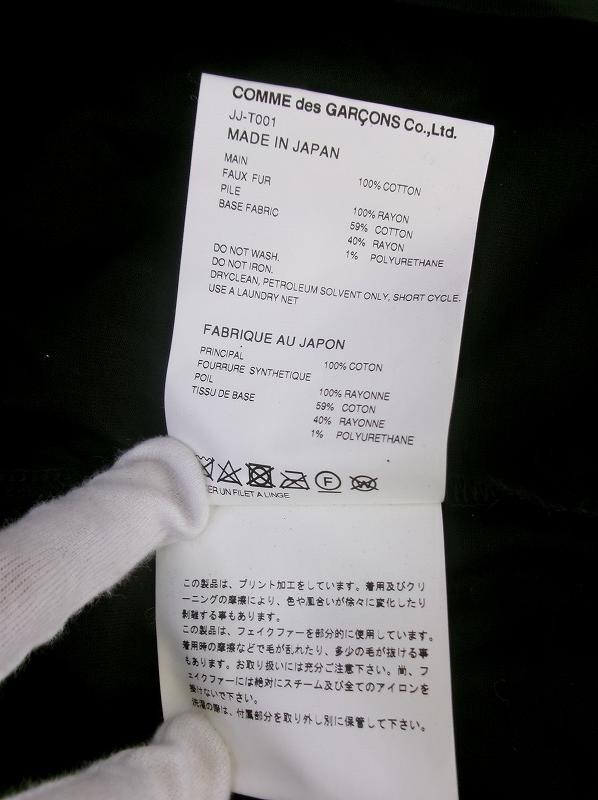 COMME des GARÇONS Co.,Ltd.
JJ-T001
MADE IN JAPAN
MAIN 100% COTTON
FAUX FUR
PILE 100% RAYON
BASE FABRIC 59% COTTON
40% RAYON
1% POLYURETHANE
DO NOT WASH.
DO NOT IRON.
DRYCLEAN, PETROLEUM SOLVENT ONLY, SHORT CYCLE.
USE A LAUNDRY NET
FABRIQUE AU JAPON
PRINCIPAL 100% COTON
FOURRURE SYNTHETIQUE
POIL 100% RAYONNE
TISSU DE BASE 59% COTON
40% RAYONNE
1% POLYURETHANE
F W
ER UN FILET A LINGE
この製品は、プリント加工をしています。着用及びクリ
ーニングの摩擦により、色や風合いが徐々に変化したり
剥離する事もあります。
この製品は、フェイクファーを部分的に使用しています。
着用時の摩擦などで毛が乱れたり、多少の毛が抜ける事
もあります。お取り扱いには充分ご注意下さい。尚、フ
ェイクファーには絶対にスチーム及び全てのアイロンを
掛けないで下さい。
洗濯の際は、付属部分を取り外し別に保管して下さい。